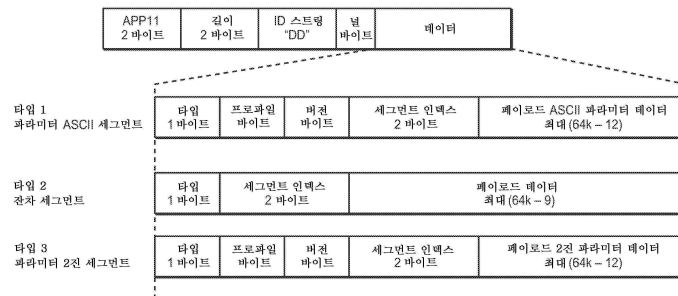 APP11
2 바이트
길이
2 바이트
ID 스트링
“DD”
널
바이트
데이터
타입 1
파라미터 ASCII 세그먼트
타입
1 바이트
프로파일
바이트
버전
바이트
세그먼트 인덱스
2 바이트
페이로드 ASCII 파라미터 데이터
최대 (64k – 12)
타입 2
잔차 세그먼트
타입
1 바이트
세그먼트 인덱스
2 바이트
페이로드 데이터
최대 (64k – 9)
타입 3
파라미터 2진 세그먼트
타입
1 바이트
프로파일
바이트
버전
바이트
세그먼트 인덱스
2 바이트
페이로드 2진 파라미터 데이터
최대 (64k – 12)